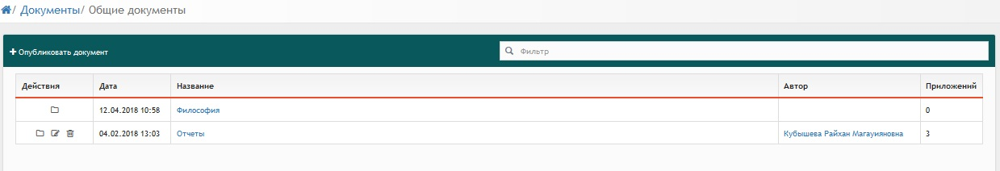 / Документы/ Общие документы
Опубликовать документ Фильтр
Действия Дата Название Автор Приложений
12.04.2018 10:58 Философия 0
04.02.2018 13:03 Отчеты Кубышева Райхан Магауияновна 3